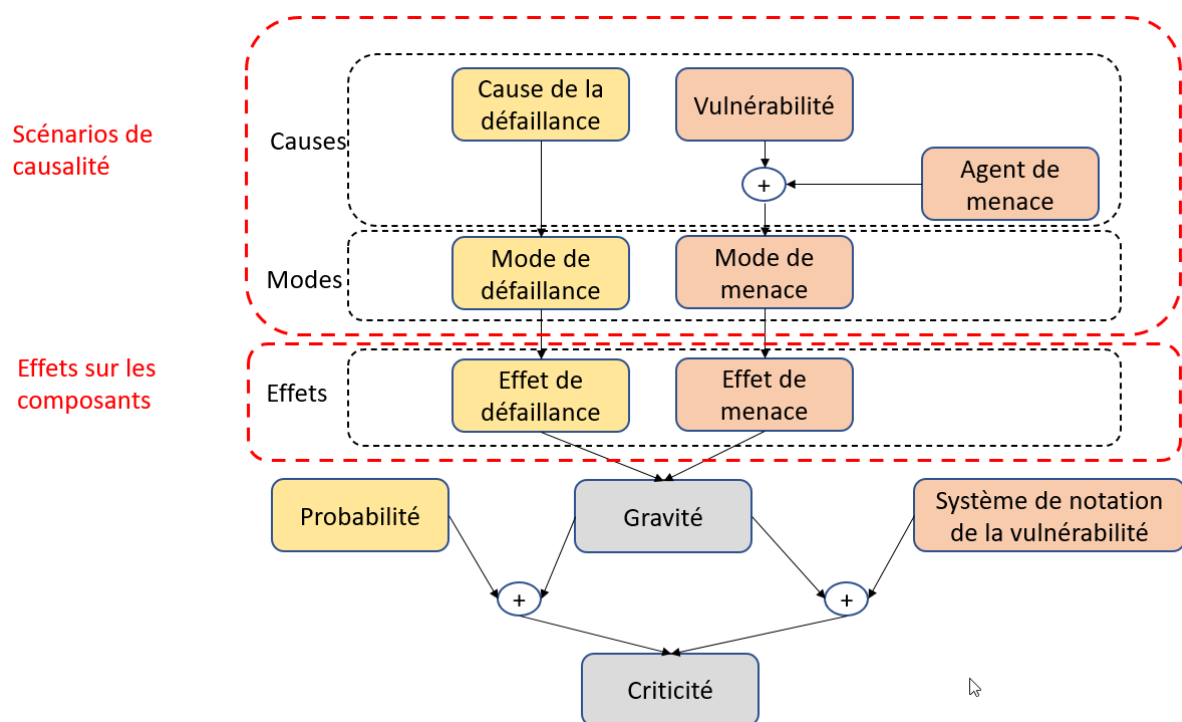 Scénarios de
causalité
Causes
Cause de la
défaillance
Vulnérabilité
+
Agent de
menace
Modes
Mode de
défaillance
Mode de
menace
Effets sur les
composants
Effets
Effet de
défaillance
Effet de
menace
Probabilité
Gravité
Système de notation
de la vulnérabilité
+
+
Criticité